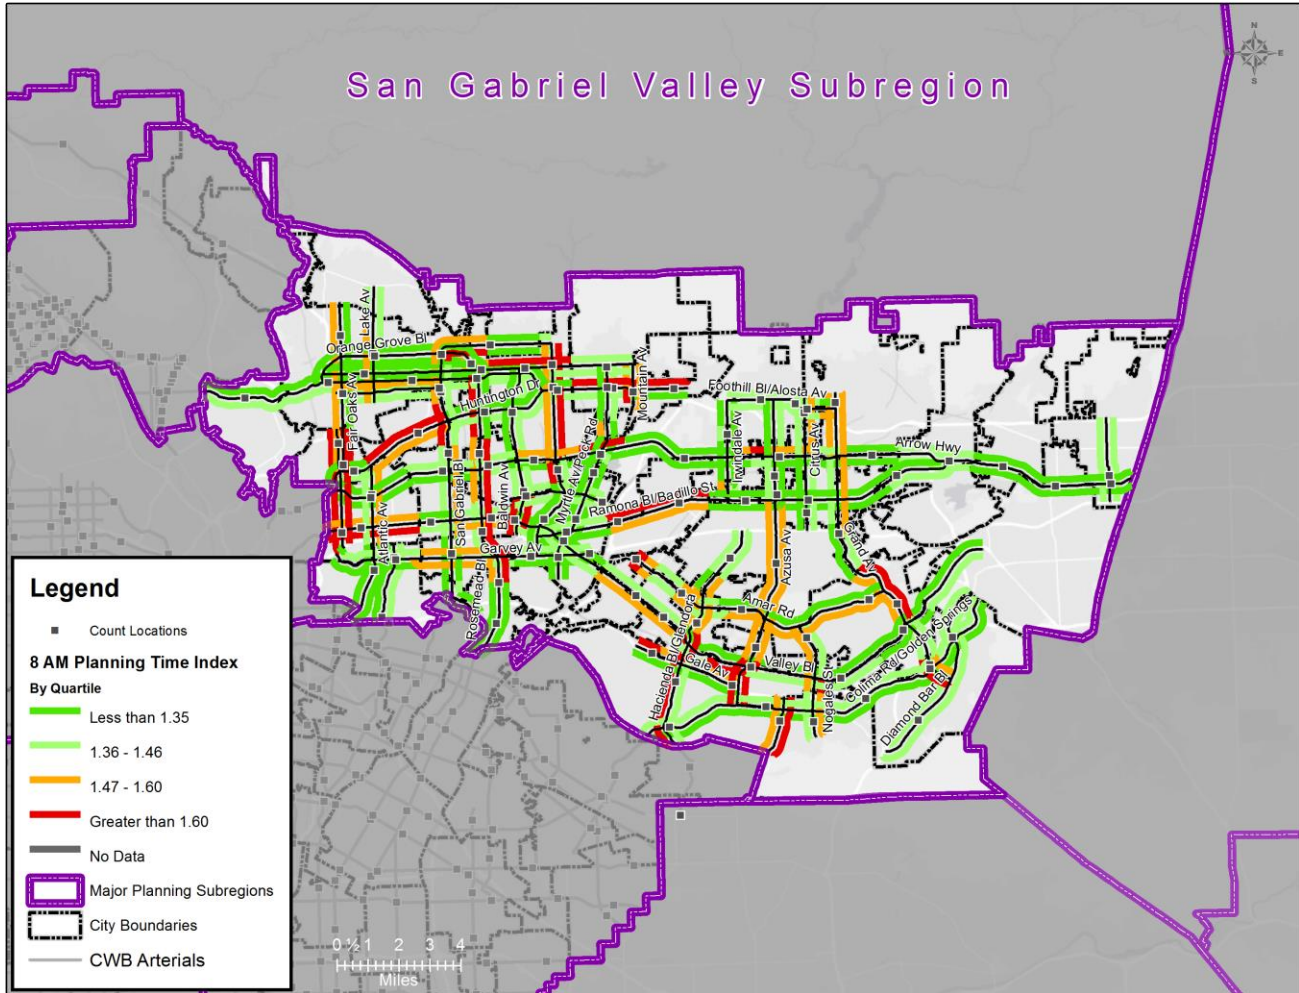 San Gabriel Valley Subregion
N
E
S
Lake Av
Orange Grove Bl
Fair Oaks Av
Huntington Dr
Mountain Av
Foothill Bl/Alosta Av
Arrow Hwy
Irwindale Av
Citrus Av
Myrtle Av/Peck Rd
San Gabriel Bl
Baldwin Av
Ramona Bl/Badillo St
Atlantic Av
Garvey Av
Rosemead Bl
Azusa Av
Grand Av
Amar Rd
Hacienda Bl/Glendora
Gale Av
Valley Bl
Nogales St
Colima Rd/Golden Springs
Diamond Bar Bl
Legend
Count Locations
8 AM Planning Time Index
By Quartile
Less than 1.35
1.36 - 1.46
1.47 - 1.60
Greater than 1.60
No Data
Major Planning Subregions
City Boundaries
CWB Arterials
0 ½ 1 2 3 4
Miles